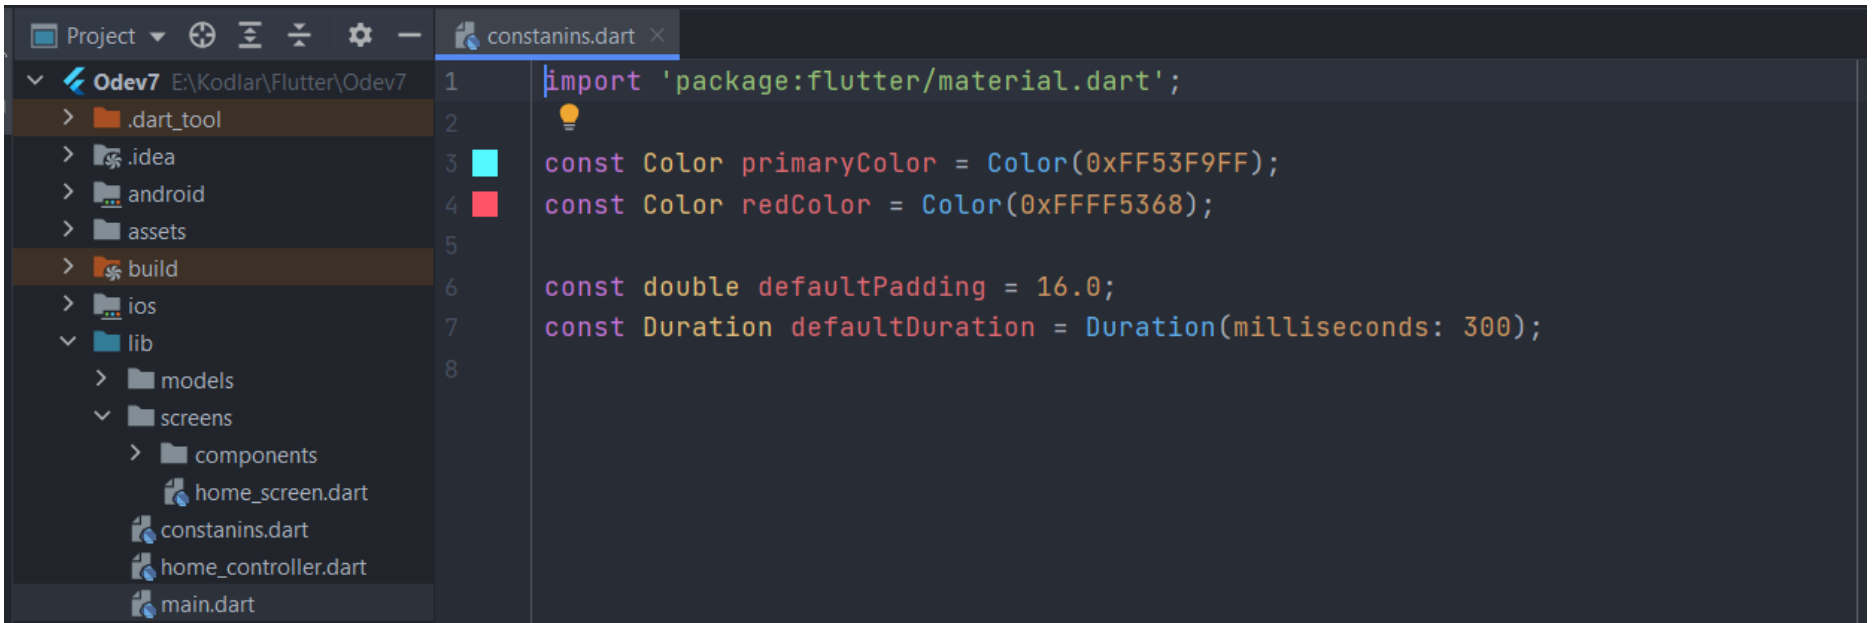 Project
constanins.dart
Odev7 E:\Kodlar\Flutter\Odev7
.dart_tool
.idea
android
assets
build
ios
lib
models
screens
components
home_screen.dart
constanins.dart
home_controller.dart
main.dart
1 import 'package:flutter/material.dart';
2
3 const Color primaryColor = Color(0xFF53F9FF);
4 const Color redColor = Color(0xFFFF5368);
5
6 const double defaultPadding = 16.0;
7 const Duration defaultDuration = Duration(milliseconds: 300);
8